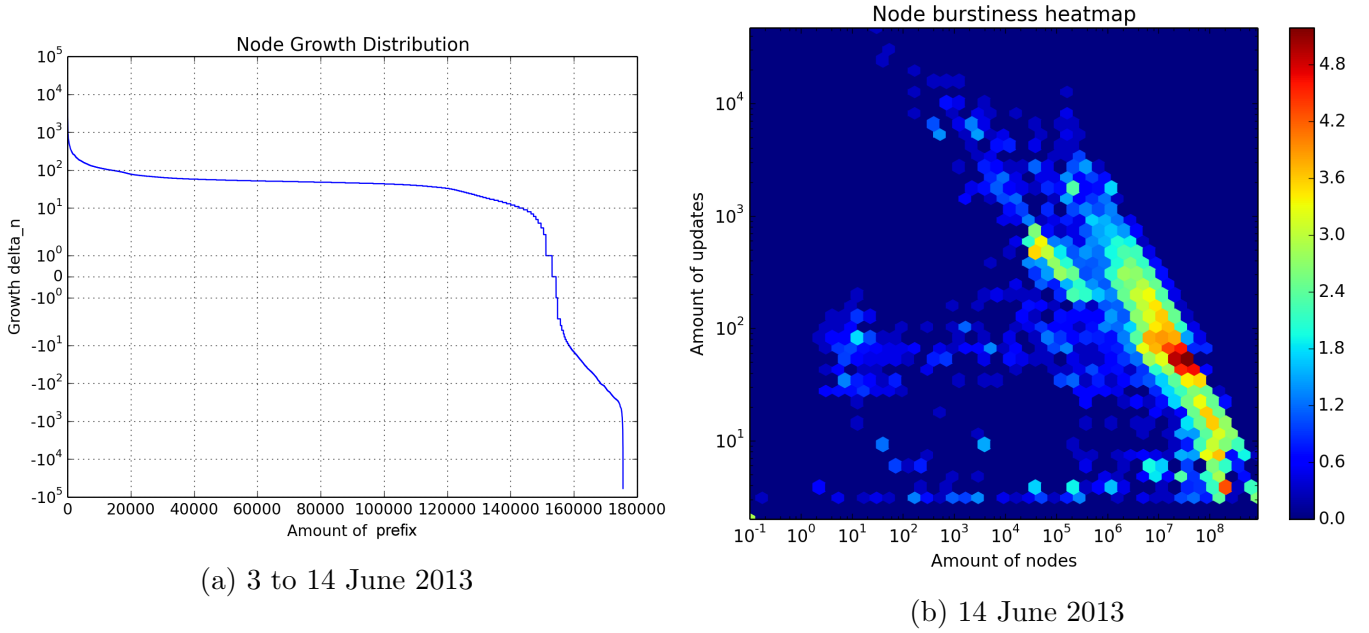 Node Growth Distribution
10^5
10^4
10^3
10^2
10^1
10^0
0
-10^0
-10^1
-10^2
-10^3
-10^4
-10^5
Growth delta_n
0 20000 40000 60000 80000 100000 120000 140000 160000 180000
Amount of prefix
(a) 3 to 14 June 2013
Node burstiness heatmap
10^4
10^3
10^2
10^1
Amount of updates
10^-1 10^0 10^1 10^2 10^3 10^4 10^5 10^6 10^7 10^8
Amount of nodes
4.8
4.2
3.6
3.0
2.4
1.8
1.2
0.6
0.0
(b) 14 June 2013